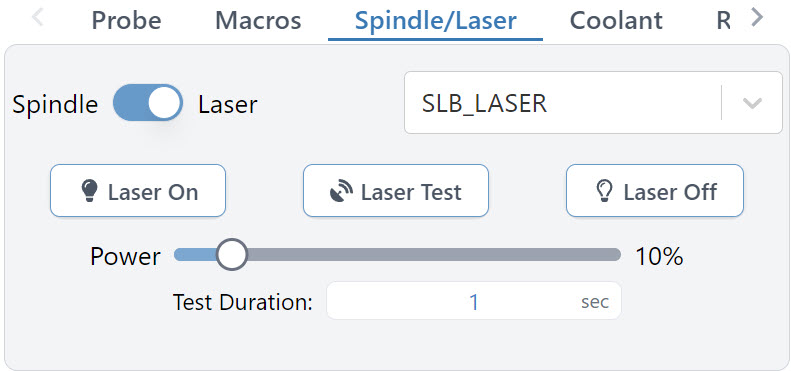 Probe Macros Spindle/Laser Coolant R
Spindle Laser SLB_LASER
Laser On Laser Test Laser Off
Power 10%
Test Duration: 1 sec